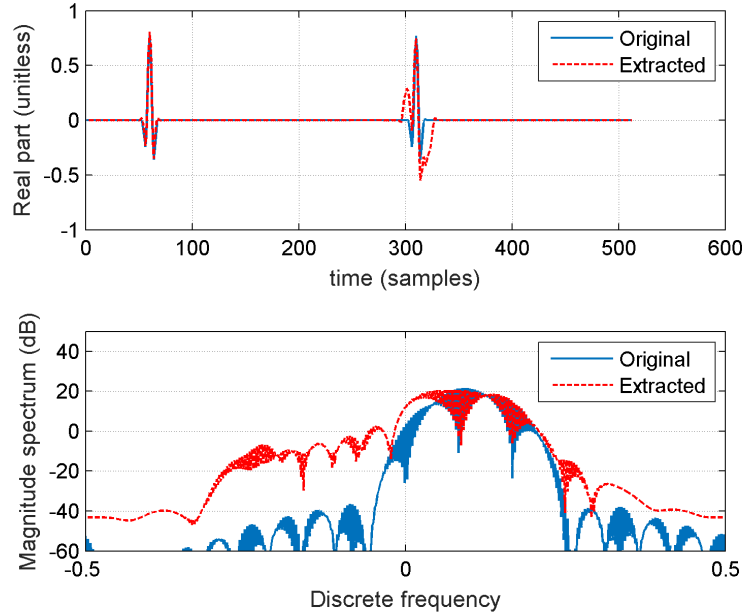 Real part (unitless)
1
0.5
0
-0.5
-1
Original
Extracted
0
100
200
300
400
500
600
time (samples)
Magnitude spectrum (dB)
40
20
0
-20
-40
-60
Original
Extracted
-0.5
0
0.5
Discrete frequency